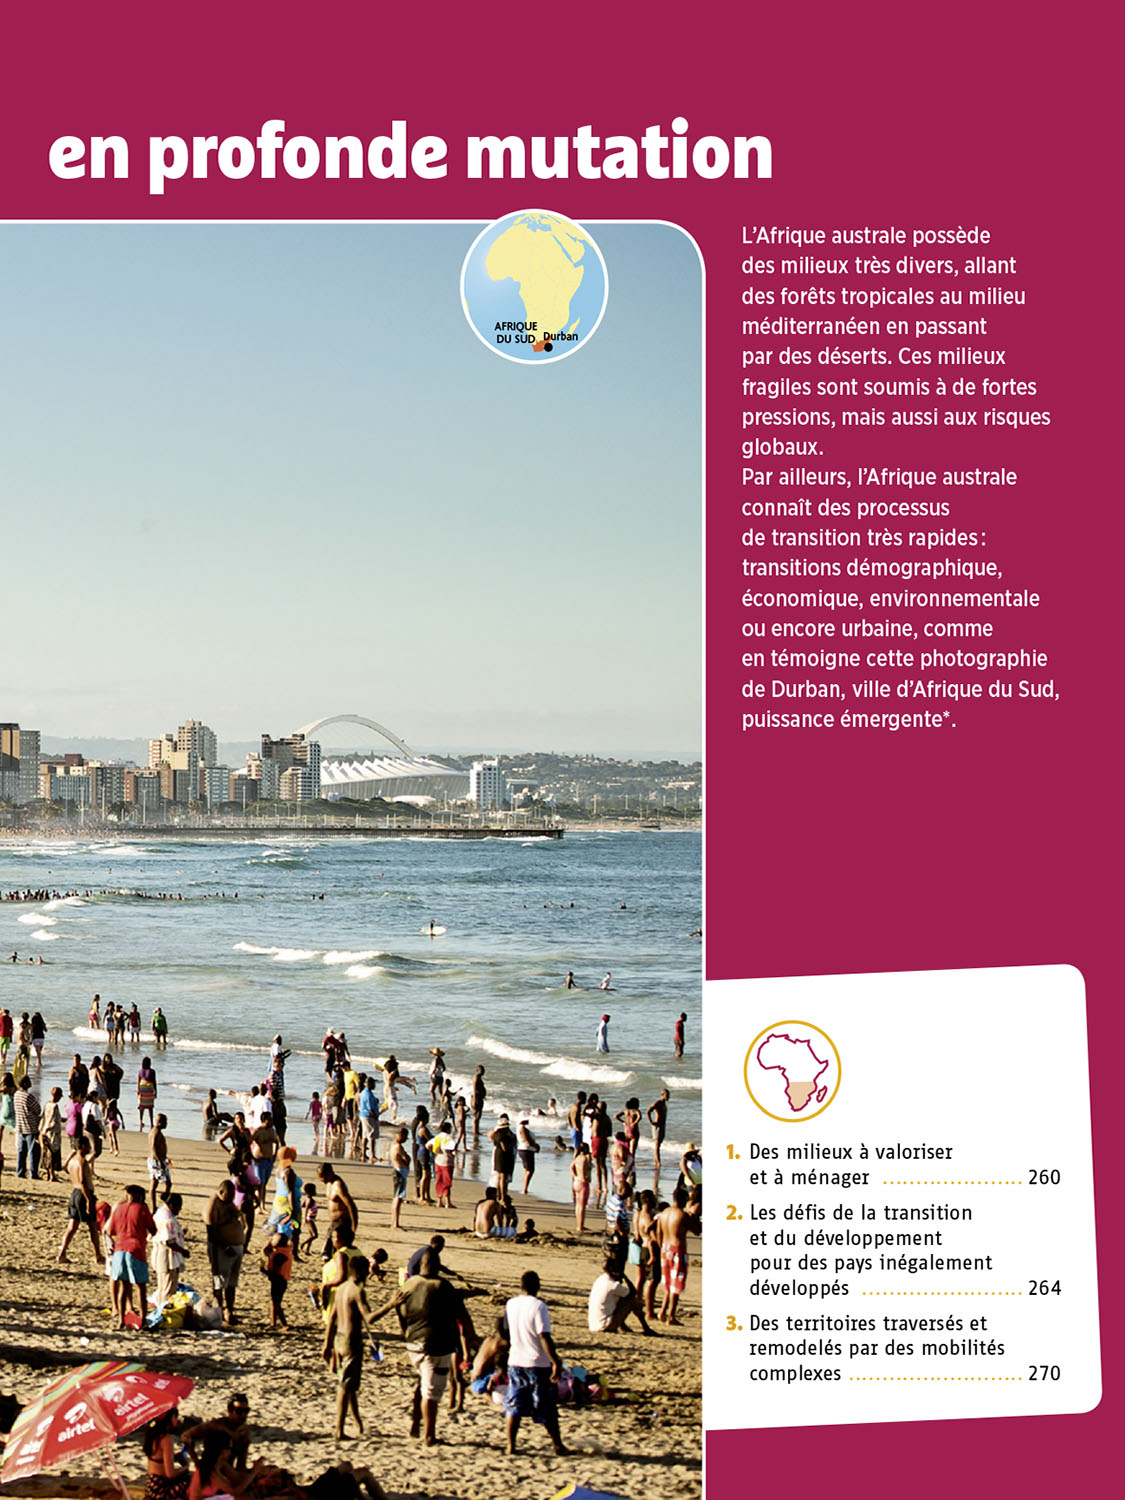 en profonde mutation
AFRIQUE
DU SUD
Durban
L’Afrique australe possède
des milieux très divers, allant
des forêts tropicales au milieu
méditerranéen en passant
par des déserts. Ces milieux
fragiles sont soumis à de fortes
pressions, mais aussi aux risques
globaux.
Par ailleurs, l’Afrique australe
connaît des processus
de transition très rapides :
transitions démographique,
économique, environnementale
ou encore urbaine, comme
en témoigne cette photographie
de Durban, ville d’Afrique du Sud,
puissance émergente*.
1. Des milieux à valoriser
et à ménager ..................... 260
2. Les défis de la transition
et du développement
pour des pays inégalement
développés ........................ 264
3. Des territoires traversés et
remodelés par des mobilités
complexes .......................... 270
airtel
airtel